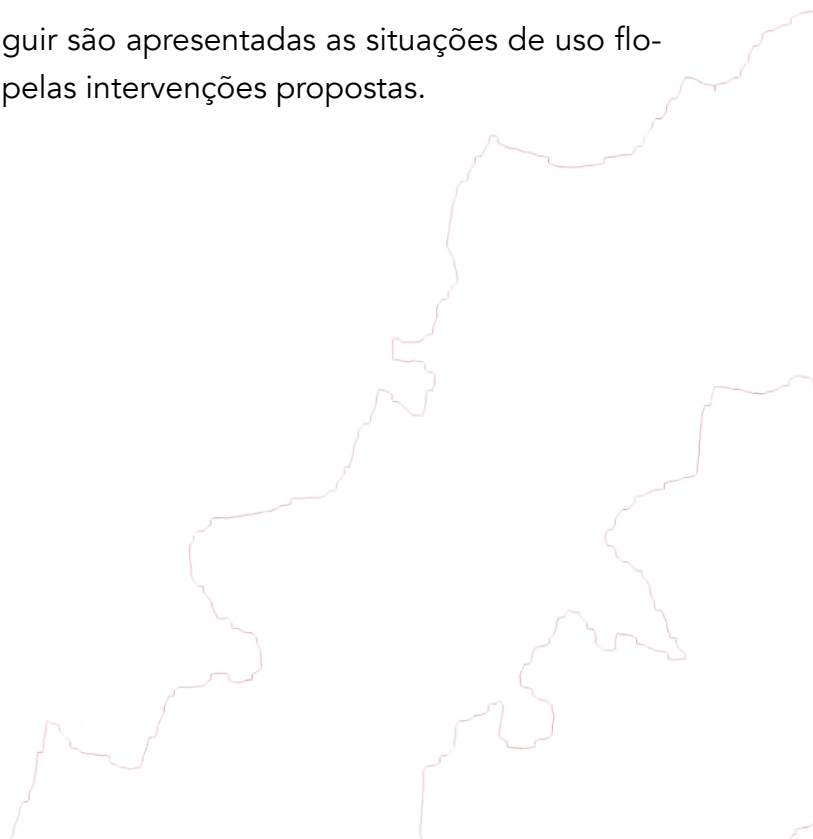 guir são apresentadas as situações de uso flo-
pelas intervenções propostas.